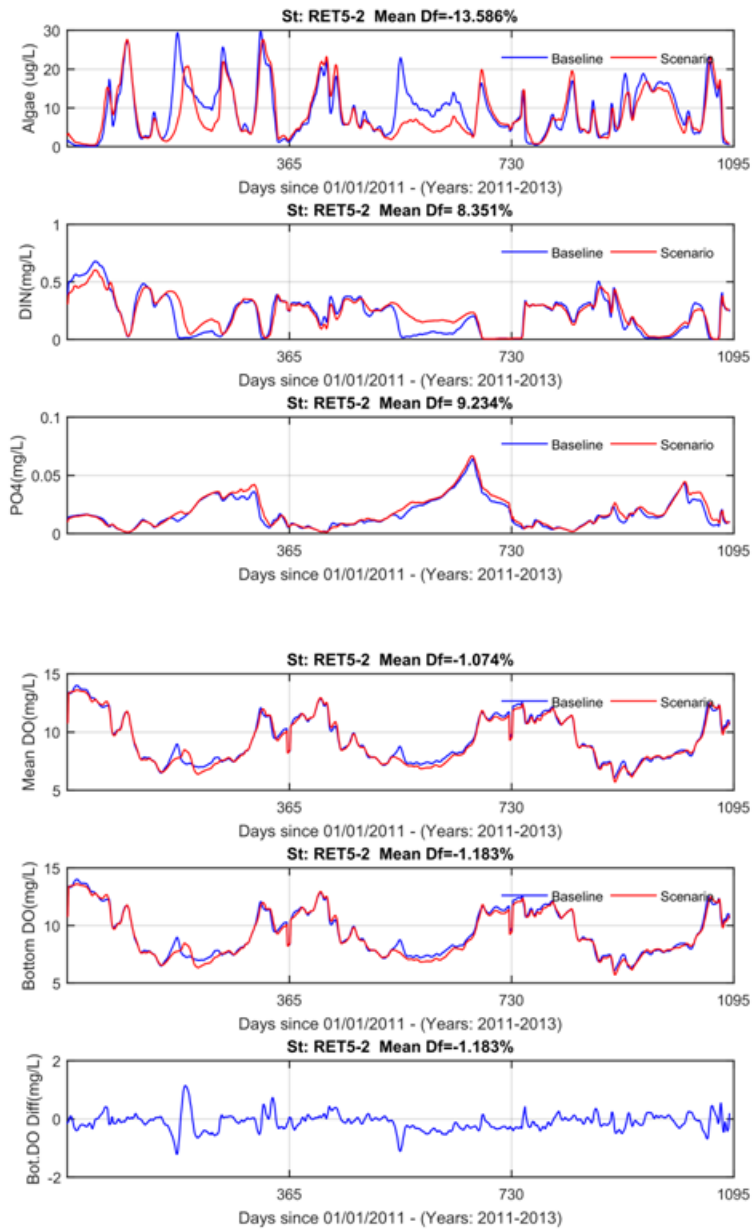 St: RET5-2 Mean Df=-13.586%
30
20
10
0
Algae (ug/L)
Baseline
Scenario
365
730
1095
Days since 01/01/2011 - (Years: 2011-2013)
St: RET5-2 Mean Df= 8.351%
1
0.5
0
DIN(mg/L)
Baseline
Scenario
365
730
1095
Days since 01/01/2011 - (Years: 2011-2013)
St: RET5-2 Mean Df= 9.234%
0.1
0.05
0
PO4(mg/L)
Baseline
Scenario
365
730
1095
Days since 01/01/2011 - (Years: 2011-2013)
St: RET5-2 Mean Df=-1.074%
15
10
5
Mean DO(mg/L)
Baseline
Scenario
365
730
1095
Days since 01/01/2011 - (Years: 2011-2013)
St: RET5-2 Mean Df=-1.183%
15
10
5
Bottom DO(mg/L)
Baseline
Scenario
365
730
1095
Days since 01/01/2011 - (Years: 2011-2013)
St: RET5-2 Mean Df=-1.183%
2
0
-2
Bot.DO Diff(mg/L)
365
730
1095
Days since 01/01/2011 - (Years: 2011-2013)